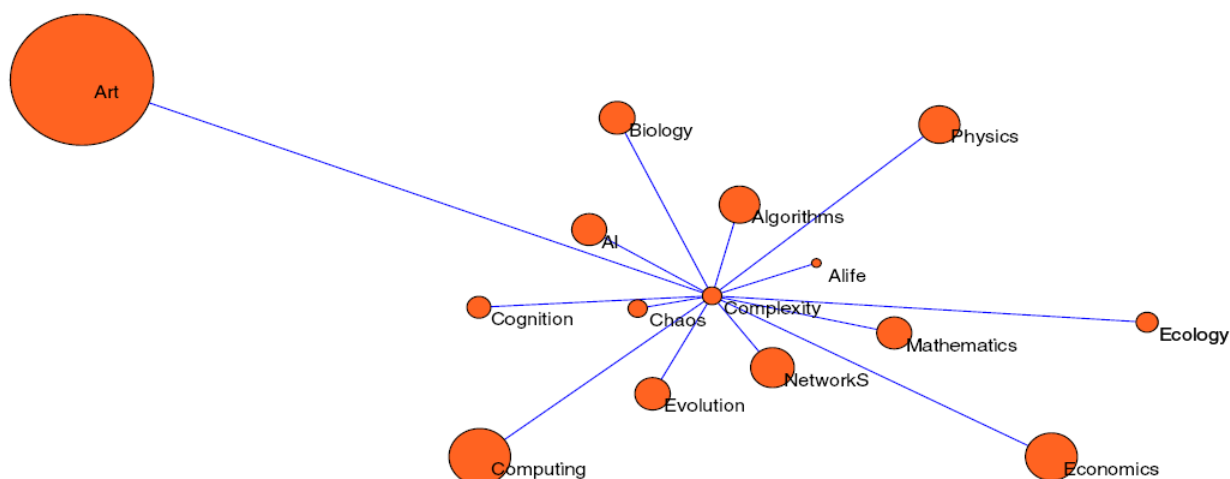 Art
Biology
Physics
Algorithms
AI
Alife
Complexity
Cognition
Chaos
Ecology
Mathematics
NetworkS
Evolution
Computing
Economics